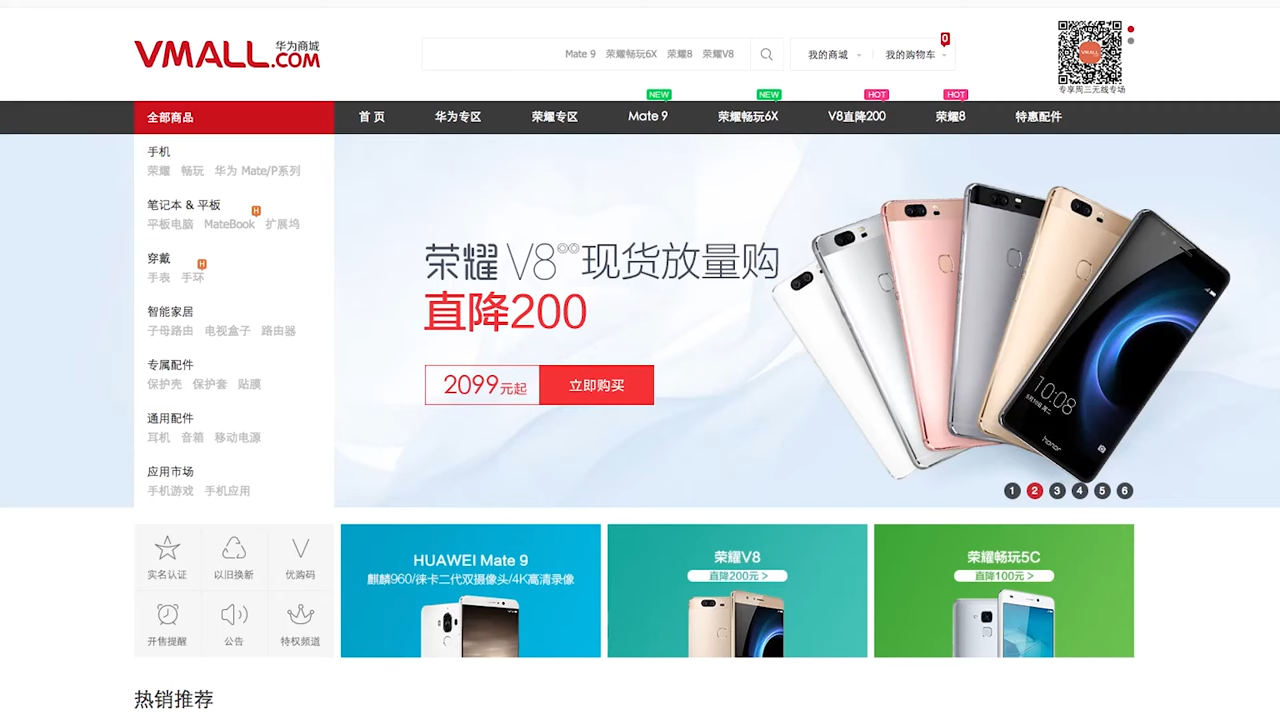 VMALL.COM
华为商城
Mate 9 荣耀畅玩6X 荣耀8 荣耀V8
我的商城
我的购物车
0
VMALL
专享周三无线专场
NEW
NEW
HOT
HOT
全部商品
首 页 华为专区 荣耀专区 Mate 9 荣耀畅玩6X V8直降200 荣耀8 特惠配件
手机
荣耀 畅玩 华为 Mate/P系列
笔记本 & 平板
H
平板电脑 MateBook 扩展坞
穿戴
H
手表 手环
智能家居
子母路由 电视盒子 路由器
专属配件
保护壳 保护套 贴膜
通用配件
耳机 音箱 移动电源
应用市场
手机游戏 手机应用
荣耀 V8 现货放量购
直降200
2099元起
立即购买
10:08
honor
1 2 3 4 5 6
实名认证 以旧换新 优购码
开售提醒 公告 特权频道
HUAWEI Mate 9
麒麟960/徕卡二代双摄像头/4K高清录像
荣耀V8
直降200元 >
荣耀畅玩5C
直降100元 >
热销推荐